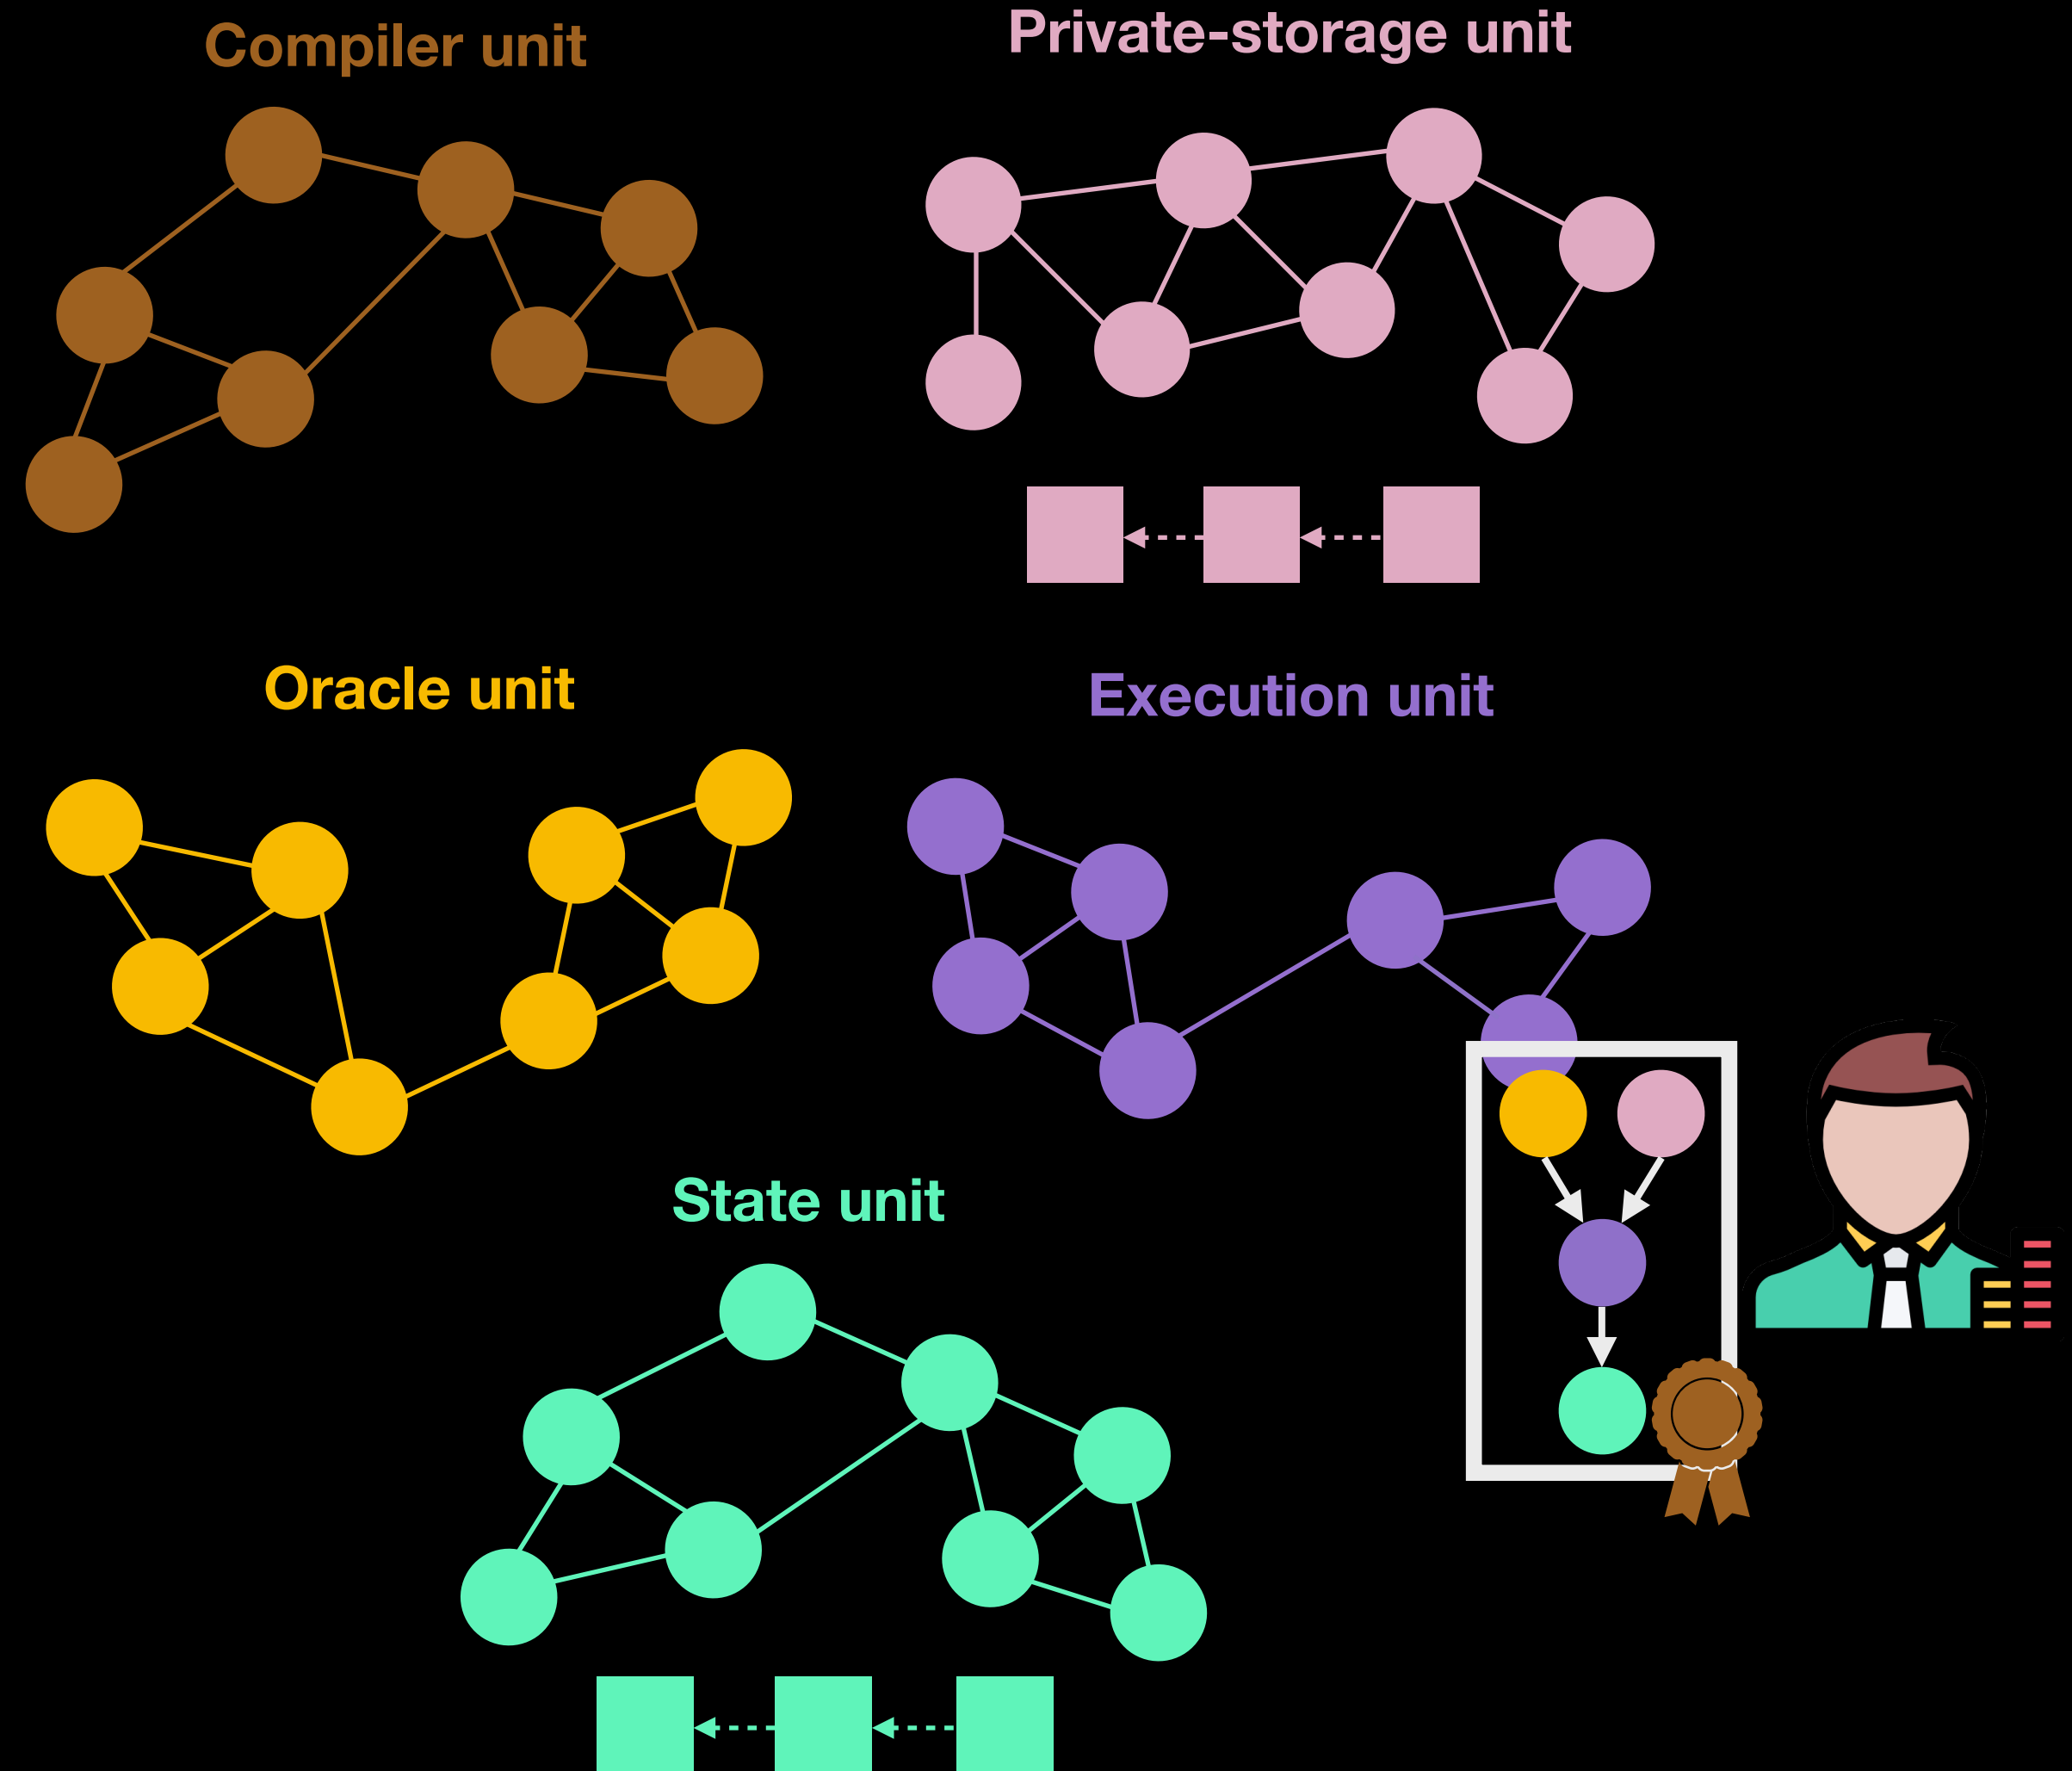 Compiler unit
Private-storage unit
Oracle unit
Execution unit
State unit